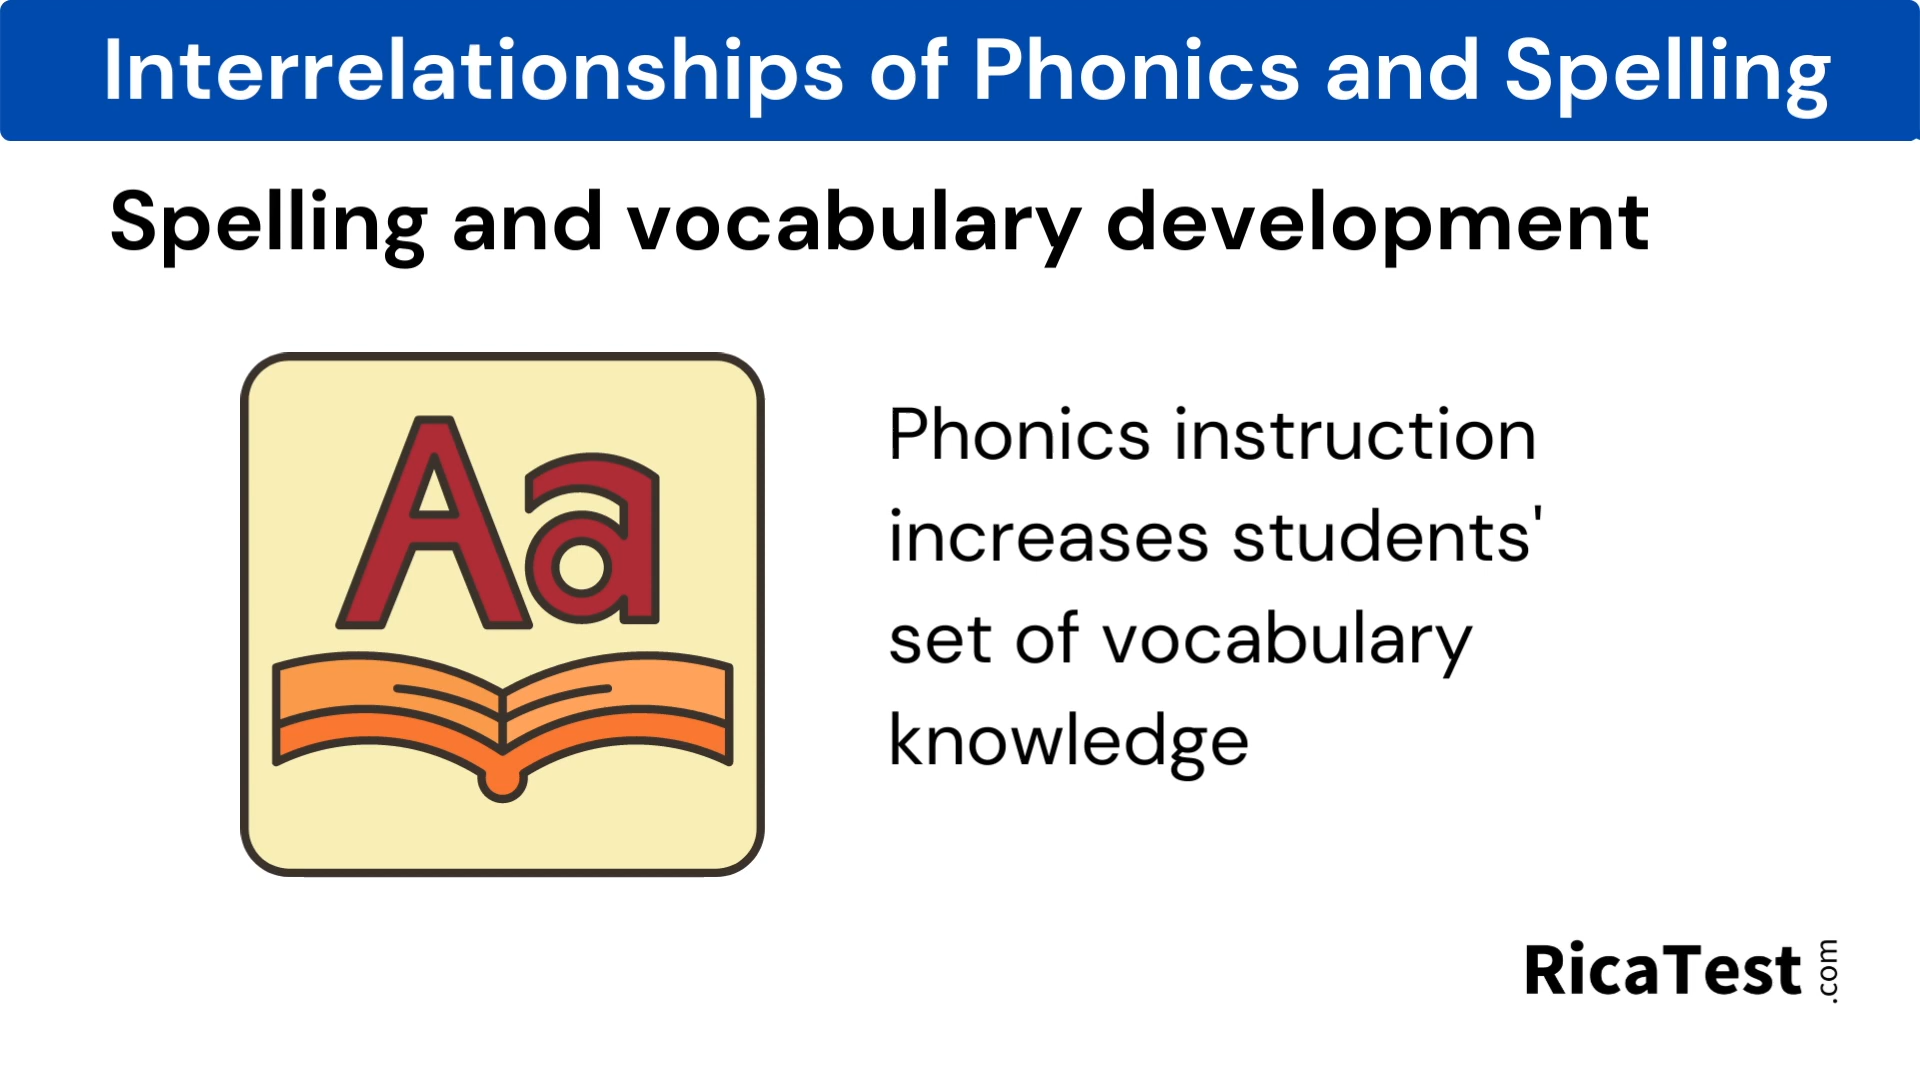 Interrelationships of Phonics and Spelling
Spelling and vocabulary development
Aa
Phonics instruction
increases students'
set of vocabulary
knowledge
RicaTest.com